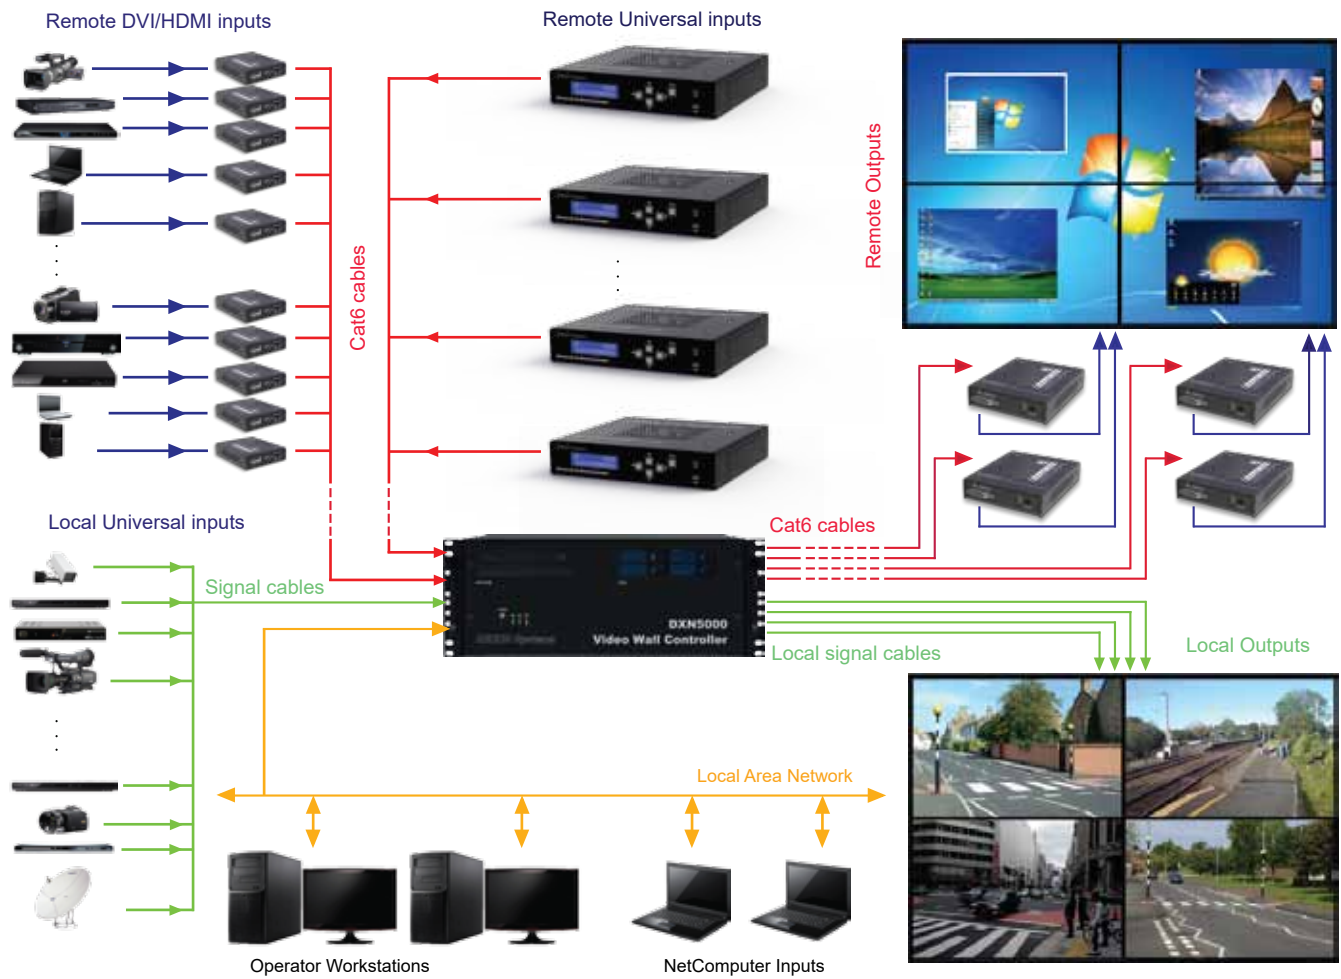 Remote DVI/HDMI inputs
Remote Universal inputs
Remote Outputs
Cat6 cables
Local Universal inputs
Cat6 cables
Signal cables
DXN5000
Video Wall Controller
Local signal cables
Local Outputs
Local Area Network
Operator Workstations
NetComputer Inputs